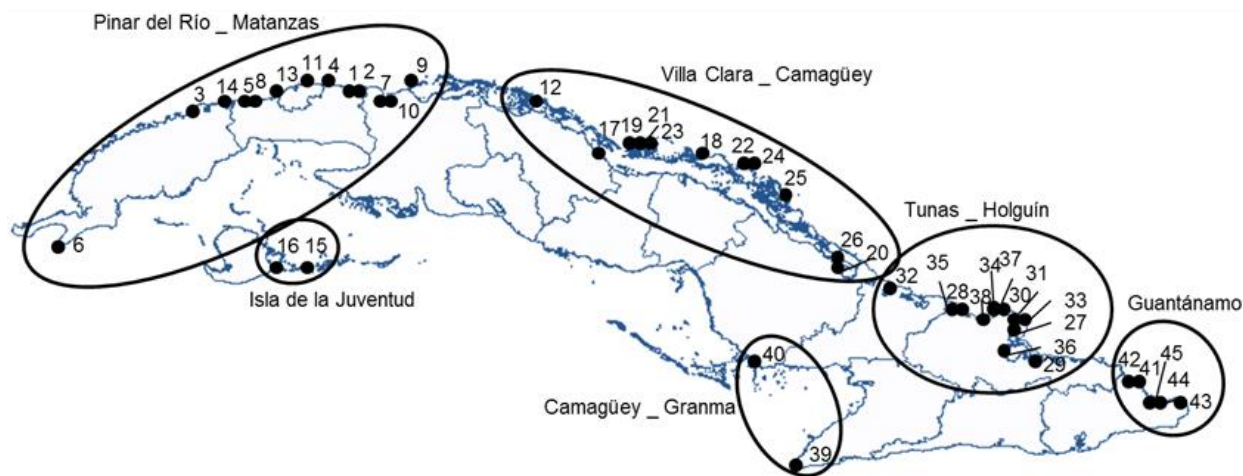 Pinar del Río _ Matanzas
3 14 5 8 13 11 4 1 2 7 10 9
6
16 15
Isla de la Juventud
Villa Clara _ Camagüey
12 17 19 21 23 18 22 24 25 26 20
Tunas _ Holguín
32 35 28 38 34 37 30 31 33 27 36 29
Guantánamo
42 41 45 44 43
Camagüey _ Granma
40
39